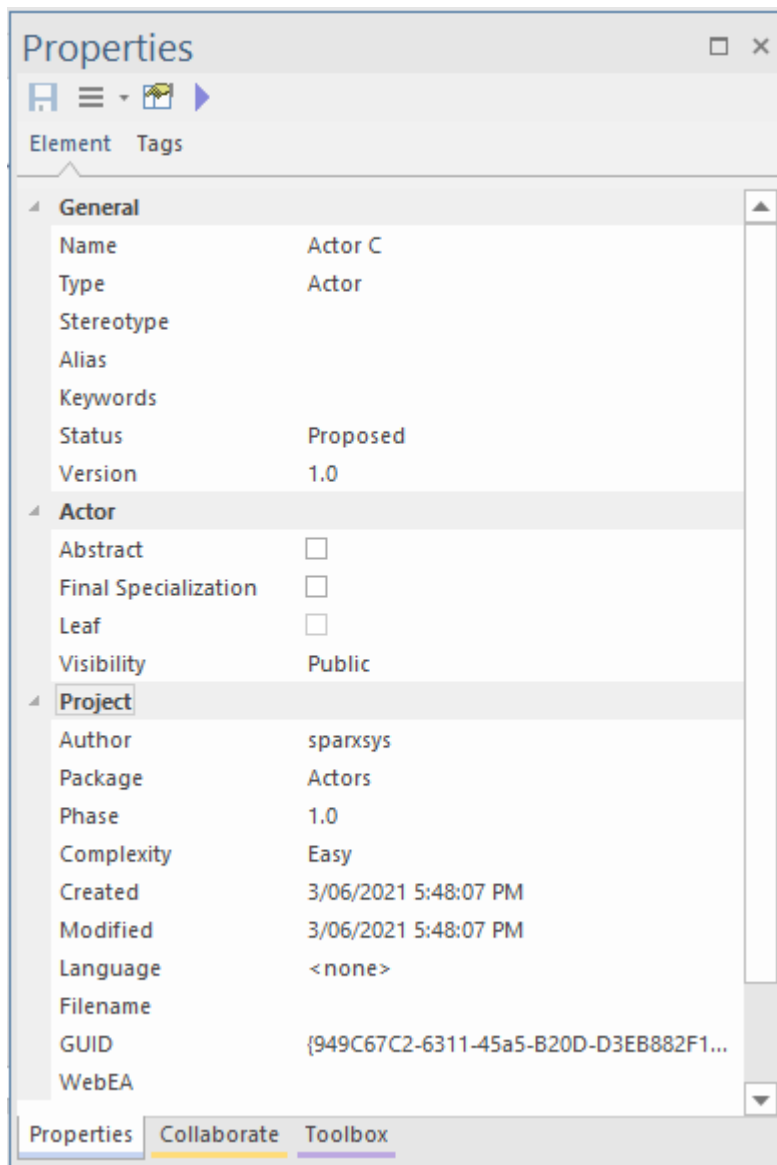 Properties
Element Tags
General
Name Actor C
Type Actor
Stereotype
Alias
Keywords
Status Proposed
Version 1.0
Actor
Abstract
Final Specialization
Leaf
Visibility Public
Project
Author sparxsys
Package Actors
Phase 1.0
Complexity Easy
Created 3/06/2021 5:48:07 PM
Modified 3/06/2021 5:48:07 PM
Language <none>
Filename
GUID {949C67C2-6311-45a5-B20D-D3EB882F1...
WebEA
Properties Collaborate Toolbox